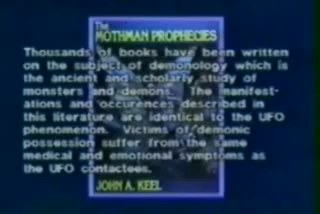 The
MOTHMAN PROPHECIES
Thousands of books have been written
on the subject of demonology which is
the ancient and scholarly study of
monsters and demons. The manifest-
ations and occurences described in
this literature are identical to the UFO
phenomenon. Victims of demonic
possession suffer from the same
medical and emotional symptoms as
the UFO contactees.
JOHN A. KEEL